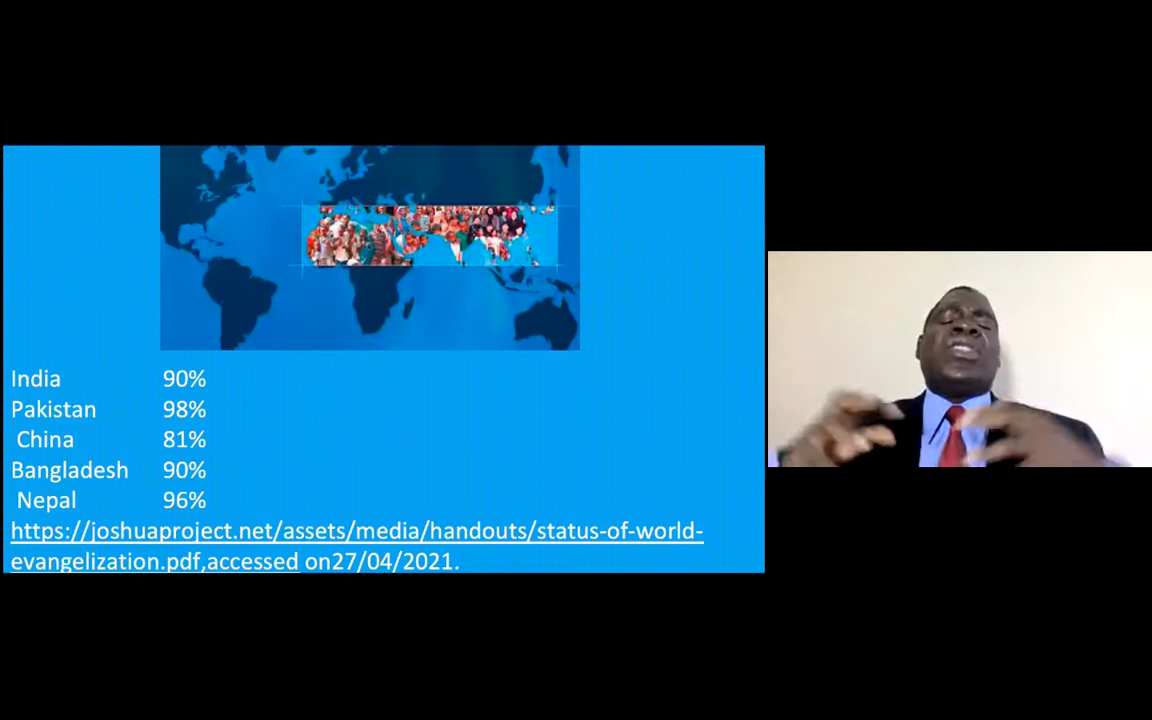 India 90%
Pakistan 98%
China 81%
Bangladesh 90%
Nepal 96%
https://joshuaproject.net/assets/media/handouts/status-of-world-
evangelization.pdf,accessed on27/04/2021.